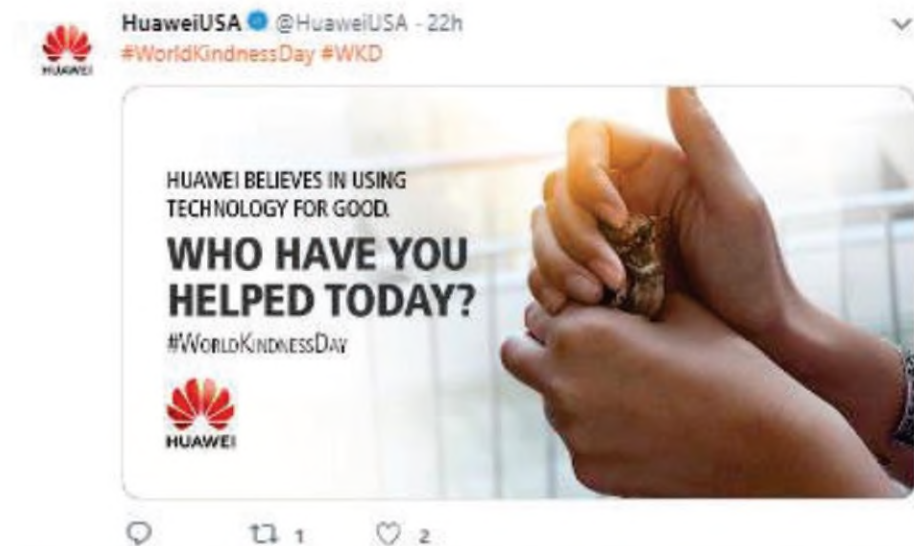 HuaweiUSA @HuaweiUSA - 22h
#WorldKindnessDay #WKD
HUAWEI
HUAWEI BELIEVES IN USING
TECHNOLOGY FOR GOOD.
WHO HAVE YOU
HELPED TODAY?
#WORLDKINDNESSDAY
HUAWEI
1 2